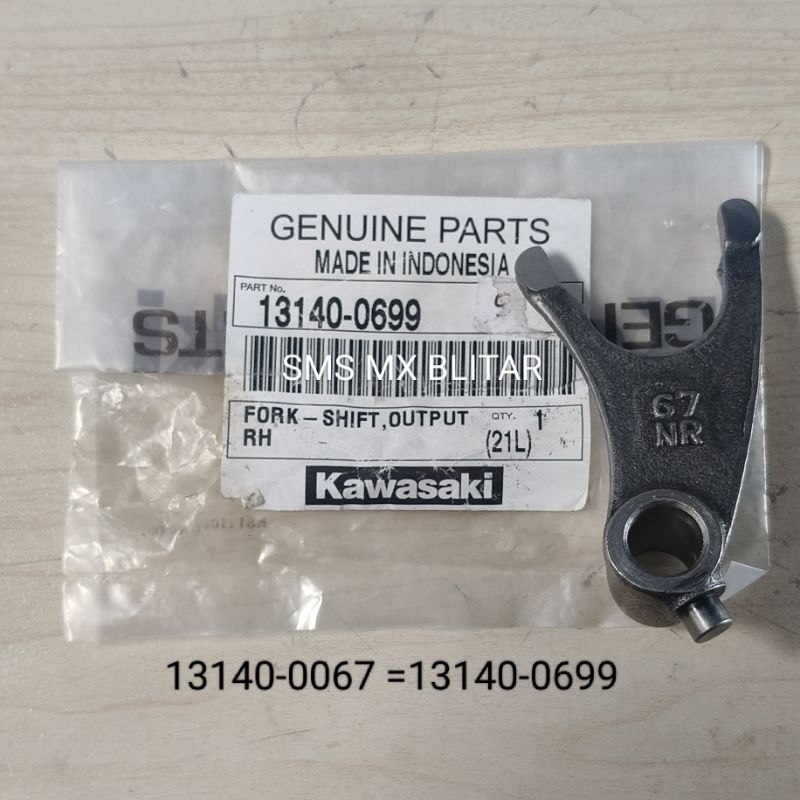 GENUINE PARTS
MADE IN INDONESIA
PART No.
13140-0699
SMS MX BLITAR
FORK - SHIFT, OUTPUT
RH
QTY. 1
(21L)
Kawasaki
67
NR
13140-0067 =13140-0699